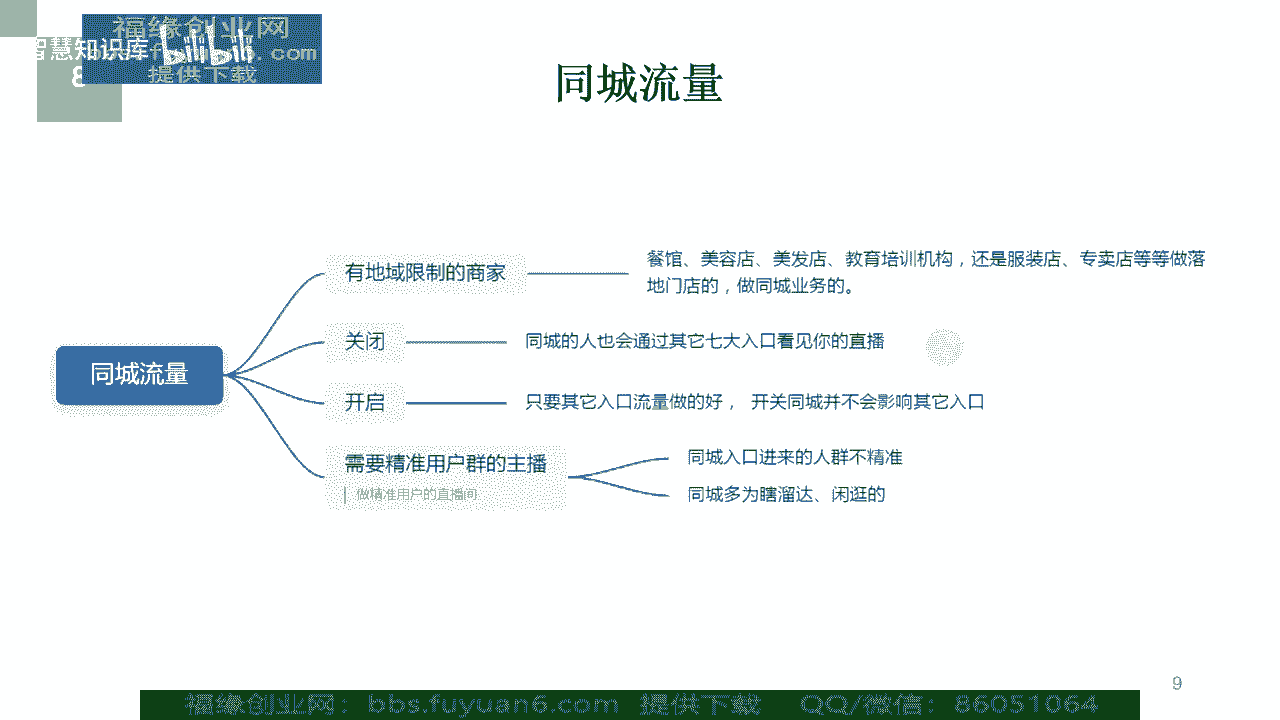 福缘创业网
智慧知识库
bilibili
bbs.fuyuan6.com
提供下载
8
同城流量
有地域限制的商家
餐馆、美容店、美发店、教育培训机构，还是服装店、专卖店等等做落
地门店的，做同城业务的。
关闭
同城的人也会通过其它七大入口看见你的直播
同城流量
开启
只要其它入口流量做的好， 开关同城并不会影响其它入口
需要精准用户群的主播
做精准用户的直播间
同城入口进来的人群不精准
同城多为瞎溜达、闲逛的
9
福缘创业网：bbs.fuyuan6.com 提供下载 QQ/微信：86051064